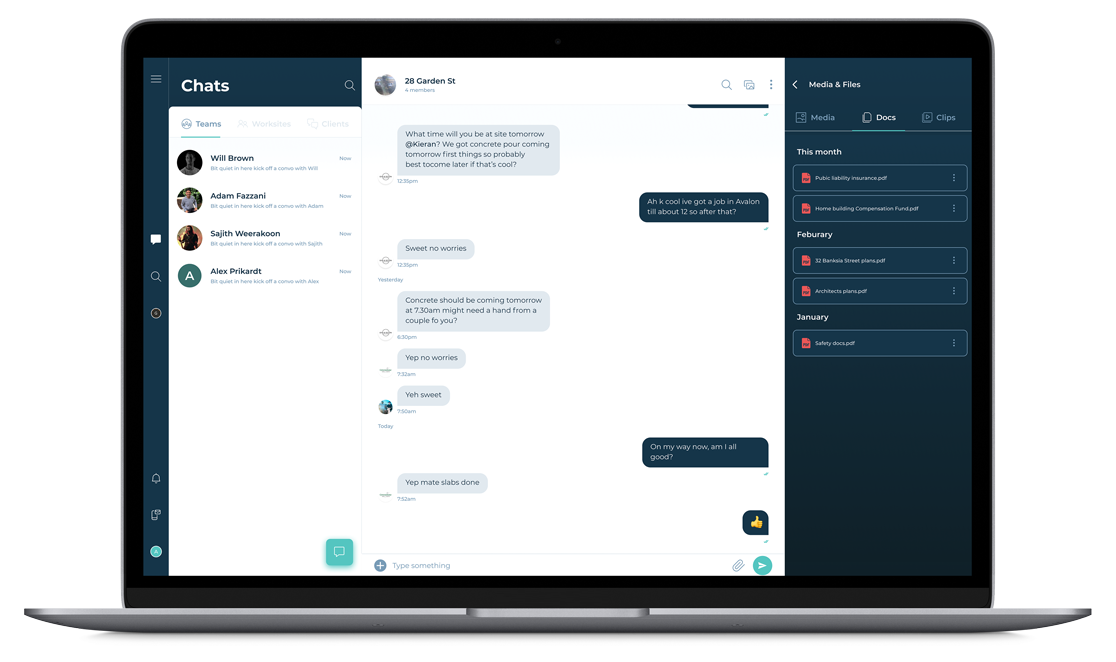 Chats
Teams
Worksites
Clients
Will Brown
Now
Bit quiet in here kick off a convo with Will
Adam Fazzani
Now
Bit quiet in here kick off a convo with Adam
Sajith Weerakoon
Now
Bit quiet in here kick off a convo with Sajith
A
Alex Prikardt
Now
Bit quiet in here kick off a convo with Alex
A
28 Garden St
4 members
What time will you be at site tomorrow
@Kieran? We got concrete pour coming
tomorrow first things so probably
best tocome later if that's cool?
12:35pm
Ah k cool ive got a job in Avalon
till about 12 so after that?
Sweet no worries
12:35pm
Yesterday
Concrete should be coming tomorrow
at 7.30am might need a hand from a
couple fo you?
6:30pm
Yep no worries
7:32am
Yeh sweet
7:50am
Today
On my way now, am I all
good?
Yep mate slabs done
7:52am
👍
Type something
Media & Files
Media
Docs
Clips
This month
Pubic liability insurance.pdf
Home building Compensation Fund.pdf
Feburary
32 Banksia Street plans.pdf
Architects plans.pdf
January
Safety docs.pdf